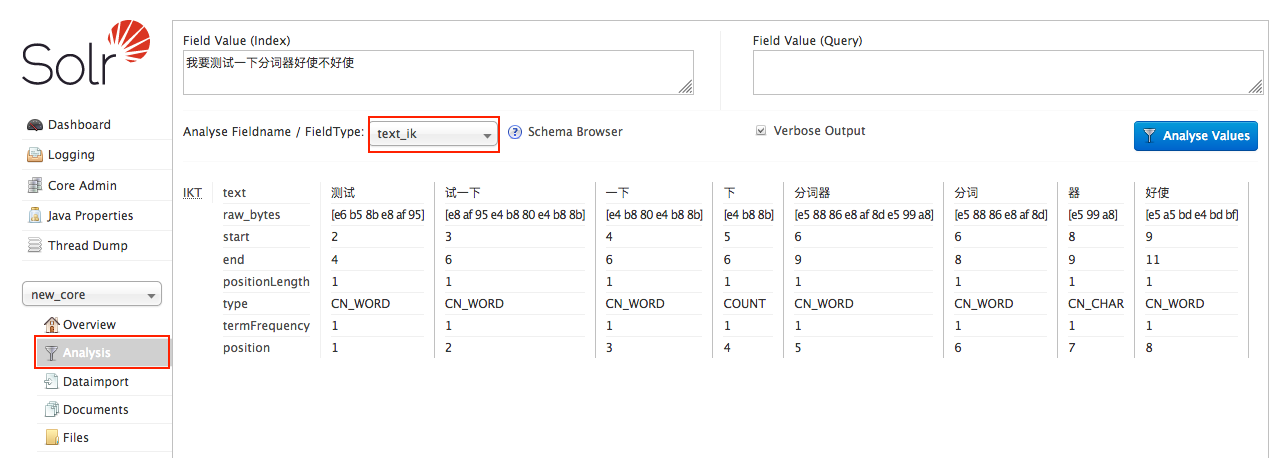 Solr
Field Value (Index)
Field Value (Query)
我要测试一下分词器好使不好使
Analyse Fieldname / FieldType: text_ik ? Schema Browser
Verbose Output
Analyse Values
Dashboard
Logging
Core Admin
Java Properties
Thread Dump
new_core
Overview
Analysis
Dataimport
Documents
Files
IKT text 测试 试一下 一下 下 分词器 分词 器 好使
raw_bytes [e6 b5 8b e8 af 95] [e8 af 95 e4 b8 80 e4 b8 8b] [e4 b8 80 e4 b8 8b] [e4 b8 8b] [e5 88 86 e8 af 8d e5 99 a8] [e5 88 86 e8 af 8d] [e5 99 a8] [e5 a5 bd e4 bd bf]
start 2 3 4 5 6 6 8 9
end 4 6 6 6 9 8 9 11
positionLength 1 1 1 1 1 1 1 1
type CN_WORD CN_WORD CN_WORD COUNT CN_WORD CN_WORD CN_CHAR CN_WORD
termFrequency 1 1 1 1 1 1 1 1
position 1 2 3 4 5 6 7 8